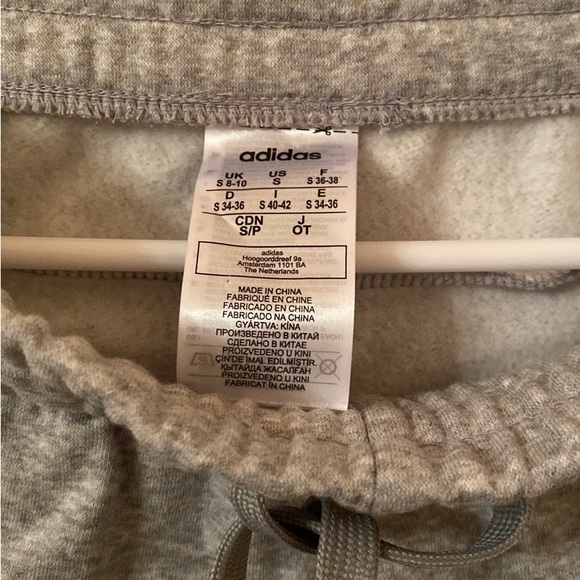 adidas
UK US F
S 8-10 S S 36-38
D I E
S 34-36 S 40-42 S 34-36
CDN J
S/P OT
adidas
Hoogoorddreef 9a
Amsterdam 1101 BA
The Netherlands
MADE IN CHINA
FABRIQUÉ EN CHINE
FABRICADO EN CHINA
FABRICADO NA CHINA
GYÁRTVA: KÍNA
ПРОИЗВЕДЕНО В КИТАЙ
СДЕЛАНО В КИТАЕ
PROIZVEDENO U KINI
ÇİN'DE İMAL EDİLMİŞTİR.
ҚЫТАЙДА ЖАСАЛҒАН
PROIZVEDENO U KINI
FABRICAT ÎN CHINA